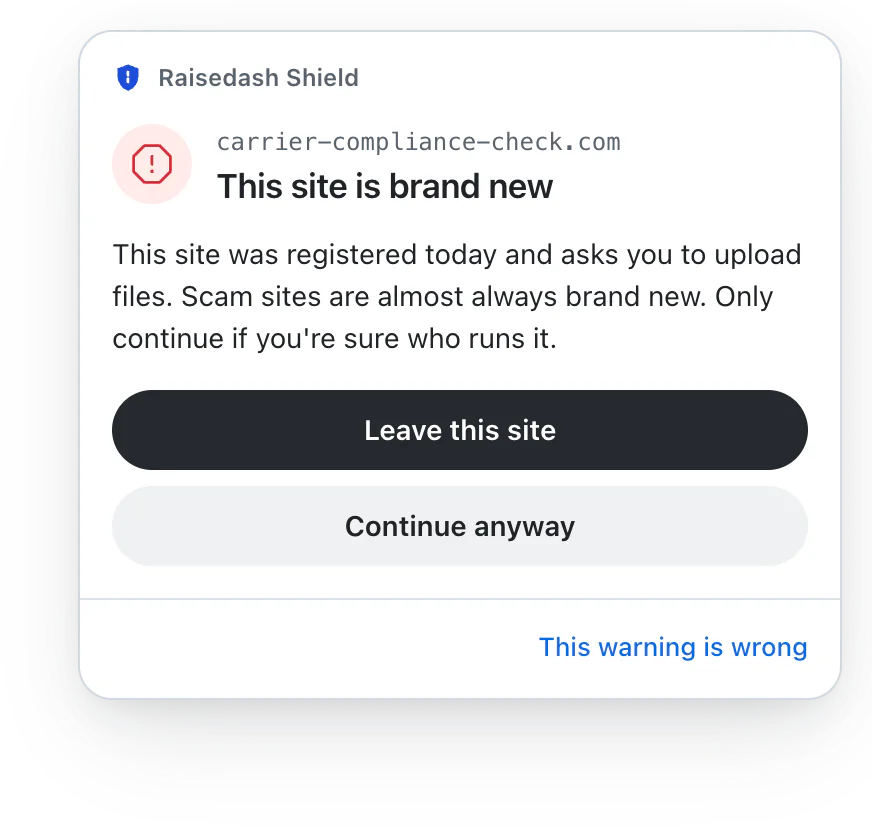 Raisedash Shield
carrier-compliance-check.com
This site is brand new
This site was registered today and asks you to upload
files. Scam sites are almost always brand new. Only
continue if you're sure who runs it.
Leave this site
Continue anyway
This warning is wrong